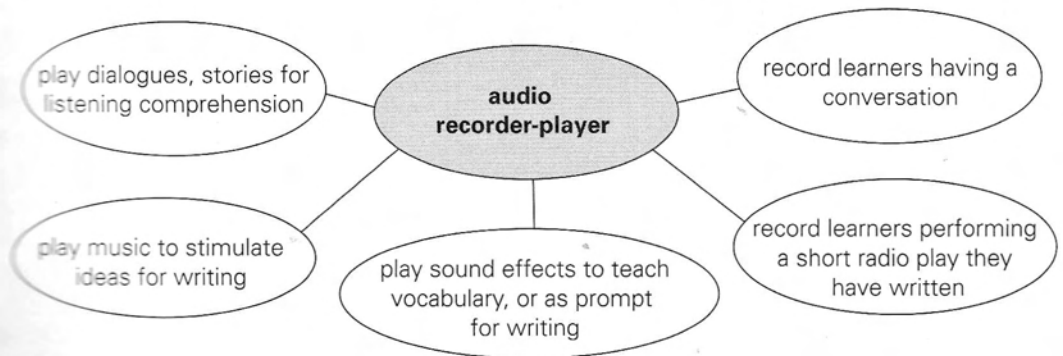 play dialogues, stories for
listening comprehension
audio
recorder-player
record learners having a
conversation
play music to stimulate
ideas for writing
play sound effects to teach
vocabulary, or as prompt
for writing
record learners performing
a short radio play they
have written